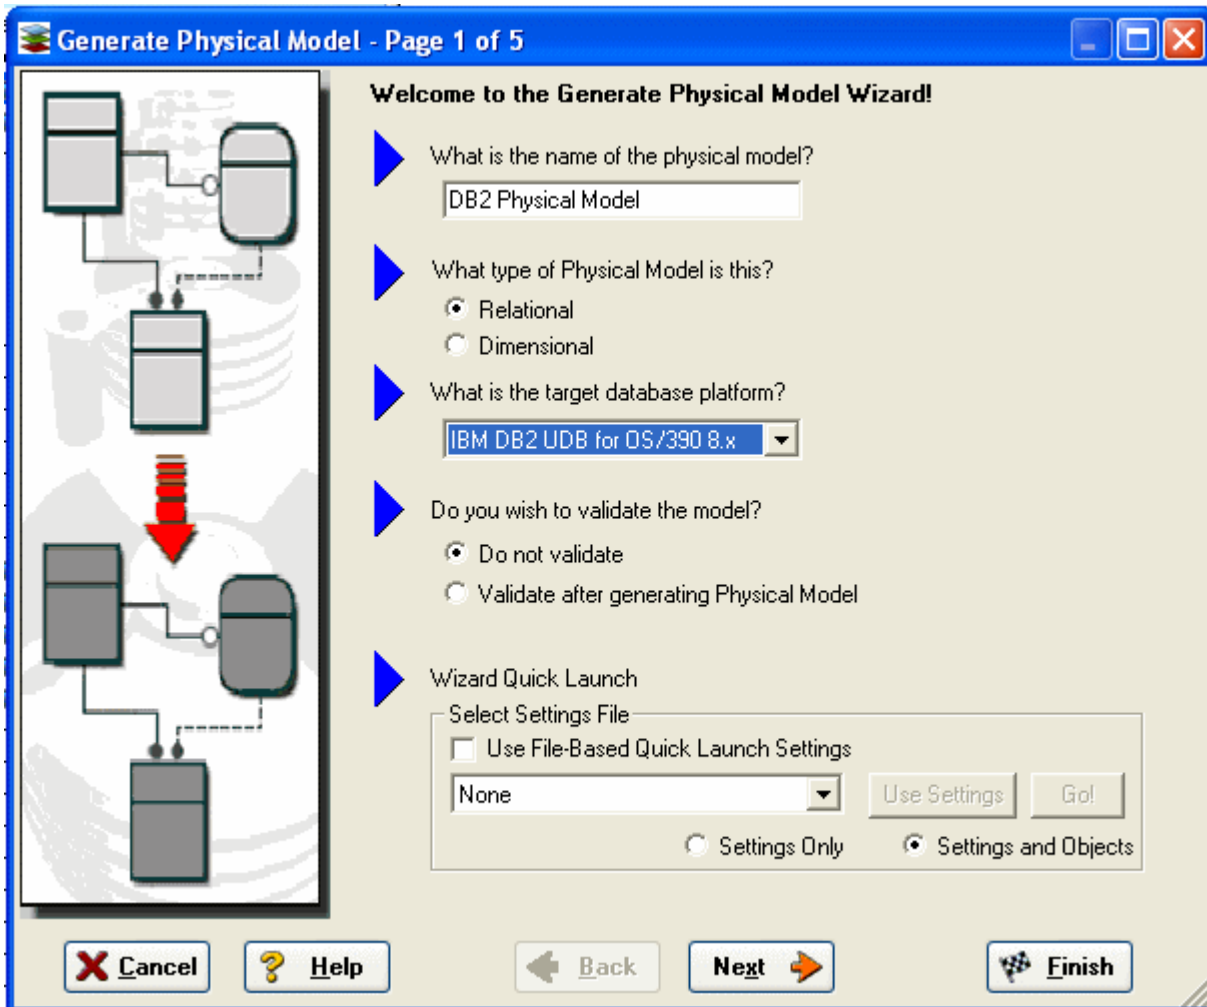 Generate Physical Model - Page 1 of 5
Welcome to the Generate Physical Model Wizard!
What is the name of the physical model?
DB2 Physical Model
What type of Physical Model is this?
Relational
Dimensional
What is the target database platform?
IBM DB2 UDB for OS/390 8.x
Do you wish to validate the model?
Do not validate
Validate after generating Physical Model
Wizard Quick Launch
Select Settings File
Use File-Based Quick Launch Settings
None
Use Settings
Go!
Settings Only
Settings and Objects
Cancel
Help
Back
Next
Finish